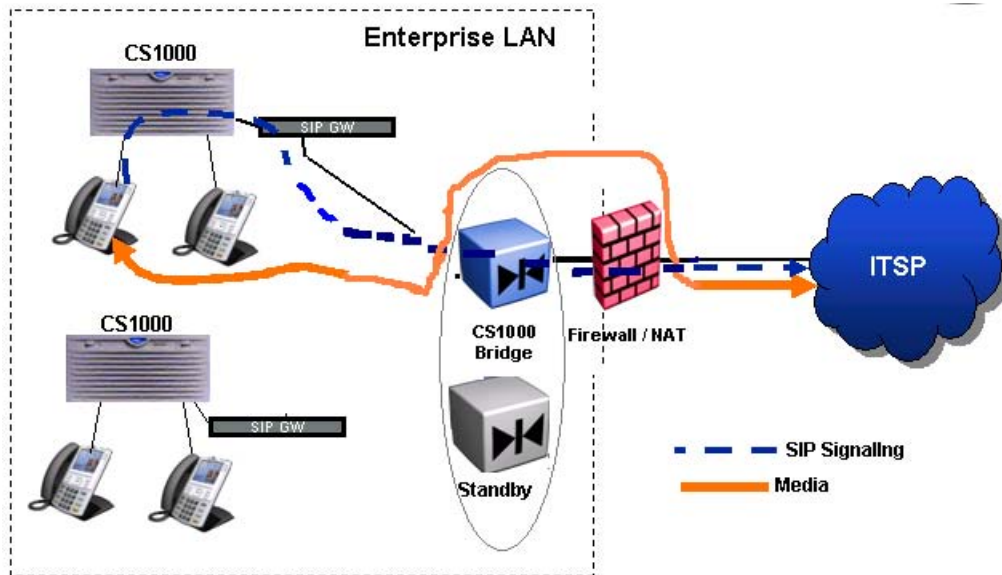 Enterprise LAN
CS1000
SIP GW
CS1000
Bridge
Firewall / NAT
ITSP
CS1000
SIP GW
Standby
SIP Signaling
Media